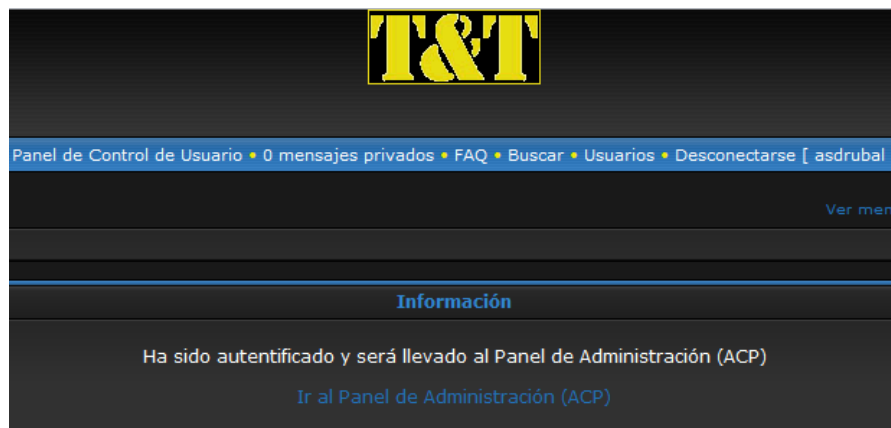 T&T
Panel de Control de Usuario • 0 mensajes privados • FAQ • Buscar • Usuarios • Desconectarse [ asdrubal
Ver
Información
Ha sido autentificado y será llevado al Panel de Administración (ACP)
Ir al Panel de Administración (ACP)